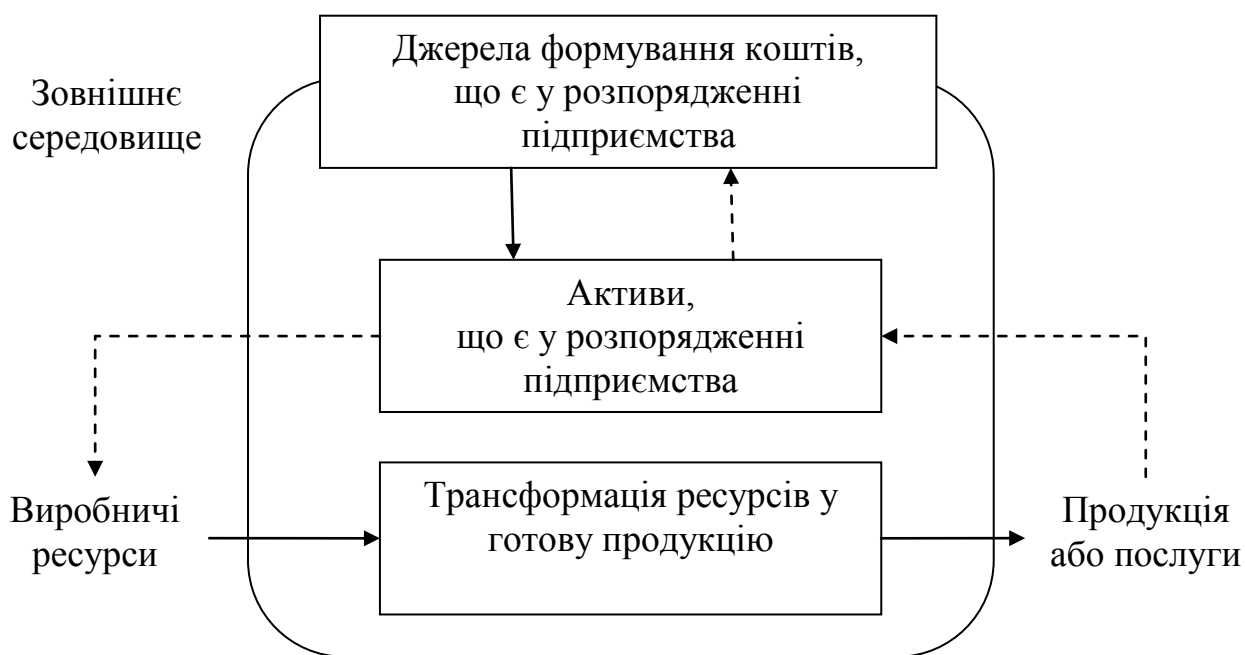 Джерела формування коштів,
що є у розпорядженні
підприємства
Зовнішнє
середовище
Активи,
що є у розпорядженні
підприємства
Виробничі
ресурси
Трансформація ресурсів у
готову продукцію
Продукція
або послуги